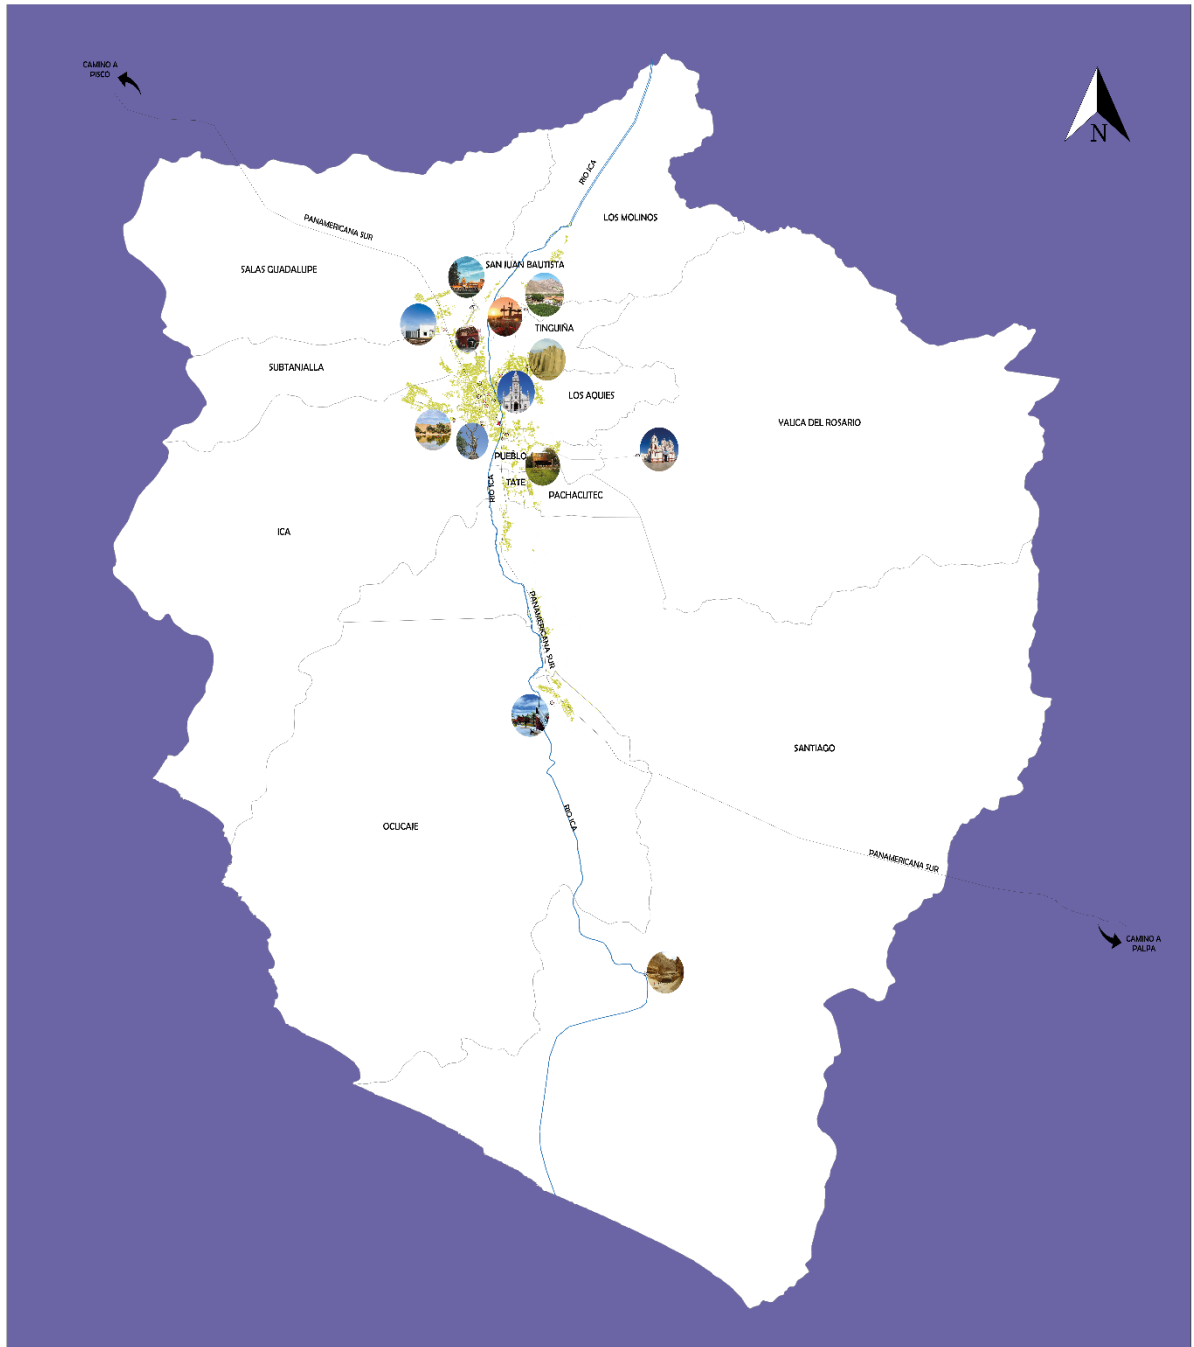 CAMINO A
PISCO
N
RIO ICA
LOS MOLINOS
PANAMERICANA SUR
SALAS GUADALUPE
SAN JUAN BAUTISTA
TINGUIÑA
SUBTANJALLA
LOS AQUIES
YAUCA DEL ROSARIO
PUEBLO
TATE
RIO ICA
PACHACUTEC
ICA
PANAMERICANA SUR
SANTIAGO
RIO ICA
OCUCAJE
PANAMERICANA SUR
CAMINO A
PALPA